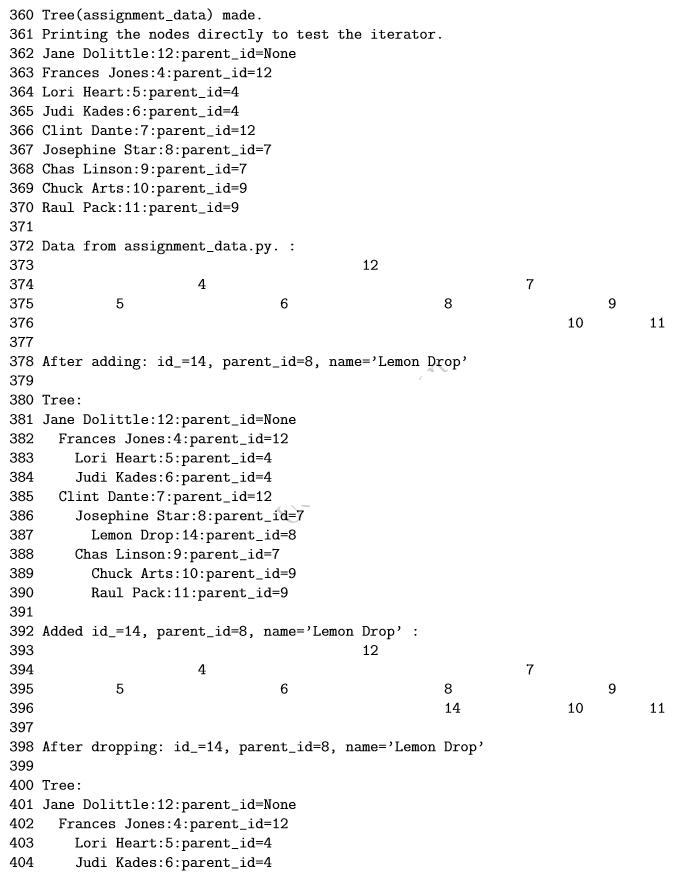 360 Tree(assignment_data) made.
361 Printing the nodes directly to test the iterator.
362 Jane Dolittle:12:parent_id=None
363 Frances Jones:4:parent_id=12
364 Lori Heart:5:parent_id=4
365 Judi Kades:6:parent_id=4
366 Clint Dante:7:parent_id=12
367 Josephine Star:8:parent_id=7
368 Chas Linson:9:parent_id=7
369 Chuck Arts:10:parent_id=9
370 Raul Pack:11:parent_id=9
371
372 Data from assignment_data.py. :
373                                         12
374                    4                                       7
375          5                   6                   8                   9
376                                                                 10        11
377
378 After adding: id_=14, parent_id=8, name='Lemon Drop'
379
380 Tree:
381 Jane Dolittle:12:parent_id=None
382   Frances Jones:4:parent_id=12
383     Lori Heart:5:parent_id=4
384     Judi Kades:6:parent_id=4
385   Clint Dante:7:parent_id=12
386     Josephine Star:8:parent_id=7
387       Lemon Drop:14:parent_id=8
388     Chas Linson:9:parent_id=7
389       Chuck Arts:10:parent_id=9
390       Raul Pack:11:parent_id=9
391
392 Added id_=14, parent_id=8, name='Lemon Drop' :
393                                         12
394                    4                                       7
395          5                   6                   8                   9
396                                                  14             10        11
397
398 After dropping: id_=14, parent_id=8, name='Lemon Drop'
399
400 Tree:
401 Jane Dolittle:12:parent_id=None
402   Frances Jones:4:parent_id=12
403     Lori Heart:5:parent_id=4
404     Judi Kades:6:parent_id=4